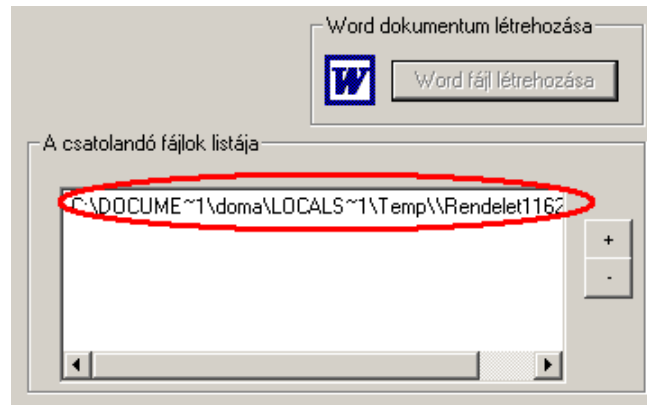 Word dokumentum létrehozása
W
Word fájl létrehozása
A csatolandó fájlok listája
C:\DOCUME~1\doma\LOCALS~1\Temp\\Rendelet1162
+
-